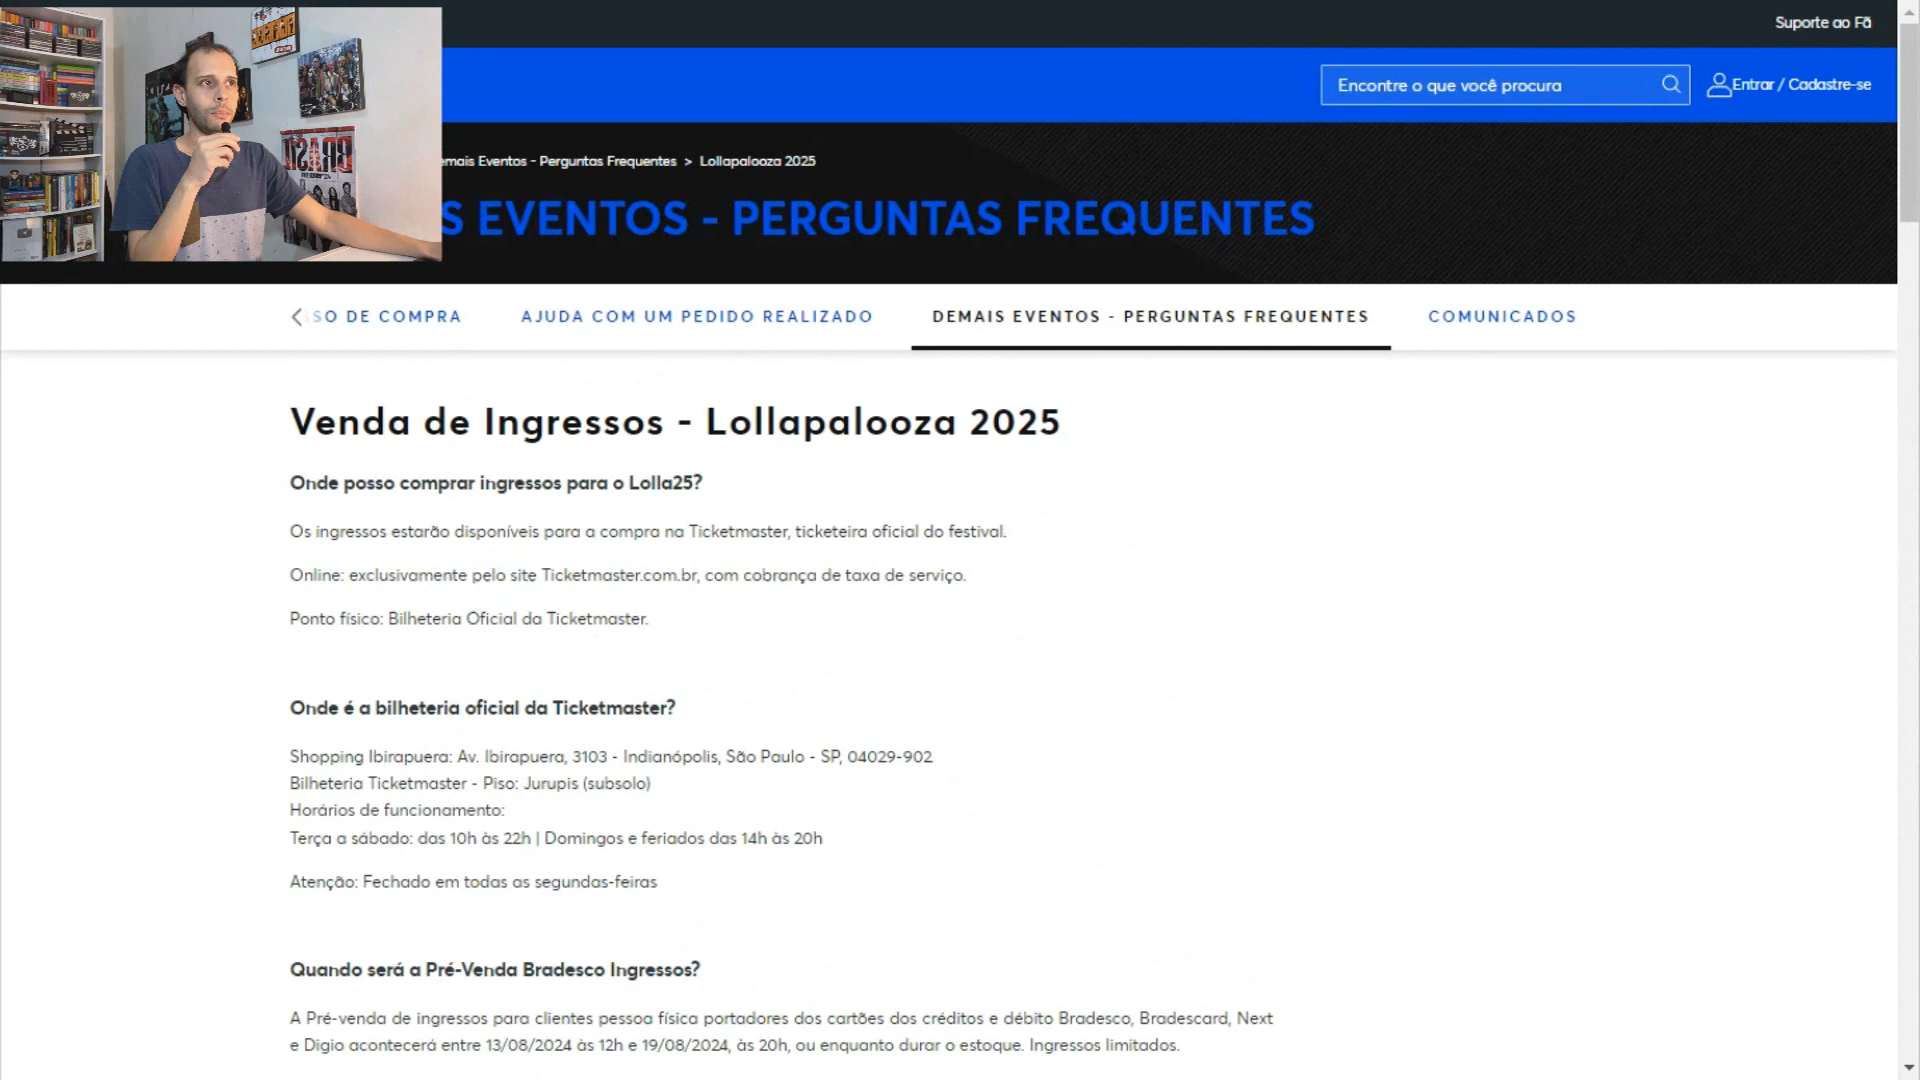 Suporte ao Fã
Encontre o que você procura
Entrar / Cadastre-se
emais Eventos - Perguntas Frequentes > Lollapalooza 2025
S EVENTOS - PERGUNTAS FREQUENTES
SO DE COMPRA
AJUDA COM UM PEDIDO REALIZADO
DEMAIS EVENTOS - PERGUNTAS FREQUENTES
COMUNICADOS
Venda de Ingressos - Lollapalooza 2025
Onde posso comprar ingressos para o Lolla25?
Os ingressos estarão disponíveis para a compra na Ticketmaster, ticketeira oficial do festival.
Online: exclusivamente pelo site Ticketmaster.com.br, com cobrança de taxa de serviço.
Ponto físico: Bilheteria Oficial da Ticketmaster.
Onde é a bilheteria oficial da Ticketmaster?
Shopping Ibirapuera: Av. Ibirapuera, 3103 - Indianópolis, São Paulo - SP, 04029-902
Bilheteria Ticketmaster - Piso: Jurupis (subsolo)
Horários de funcionamento:
Terça a sábado: das 10h às 22h | Domingos e feriados das 14h às 20h
Atenção: Fechado em todas as segundas-feiras
Quando será a Pré-Venda Bradesco Ingressos?
A Pré-venda de ingressos para clientes pessoa física portadores dos cartões dos créditos e débito Bradesco, Bradescard, Next
e Digio acontecerá entre 13/08/2024 às 12h e 19/08/2024, às 20h, ou enquanto durar o estoque. Ingressos limitados.